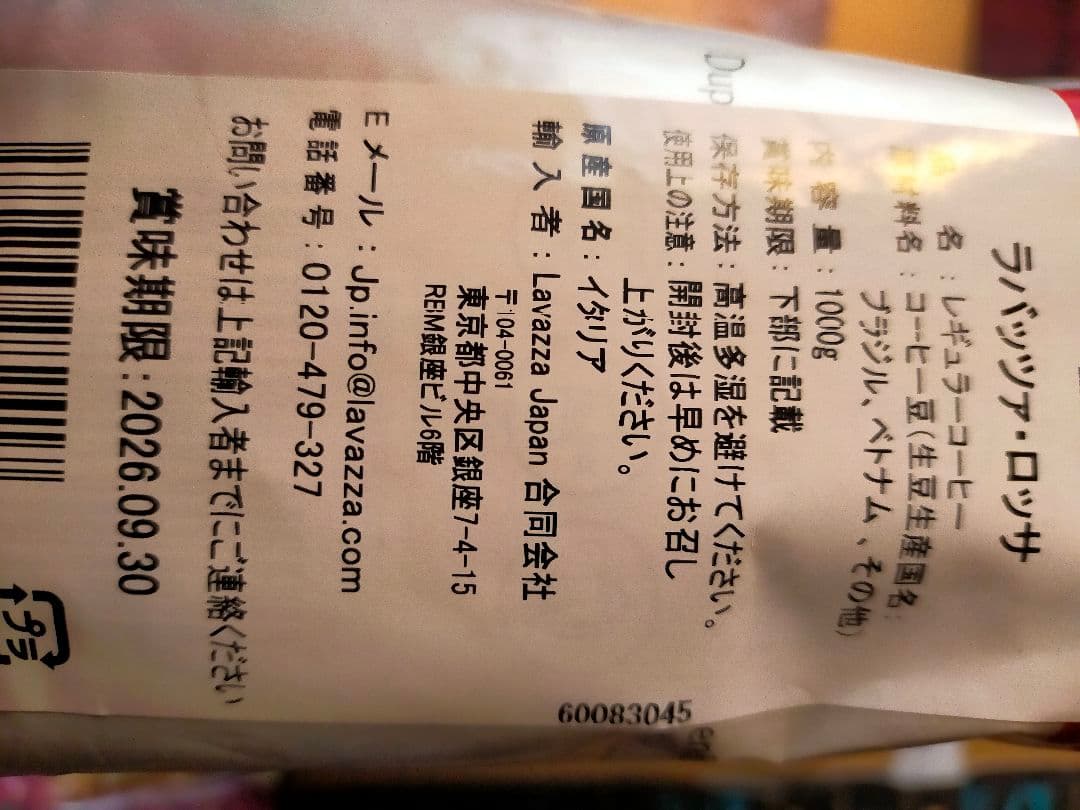 ラバッツァ・ロッサ
名 : レギュラーコーヒー
原材料名 : コーヒー豆(生豆生産国名:
ブラジル、ベトナム、その他)
内容量 : 1000g
賞味期限 : 下部に記載
保存方法 : 高温多湿を避けてください。
使用上の注意 : 開封後は早めにお召し
上がりください。
原産国名 : イタリア
輸入者 : Lavazza Japan 合同会社
〒104-0061
東京都中央区銀座7-4-15
REIM銀座ビル6階
Eメール : Jp.info@lavazza.com
電話番号 : 0120-479-327
お問い合わせは上記輸入者までにご連絡ください
賞味期限 : 2026.09.30
プラ
60083045
Dup